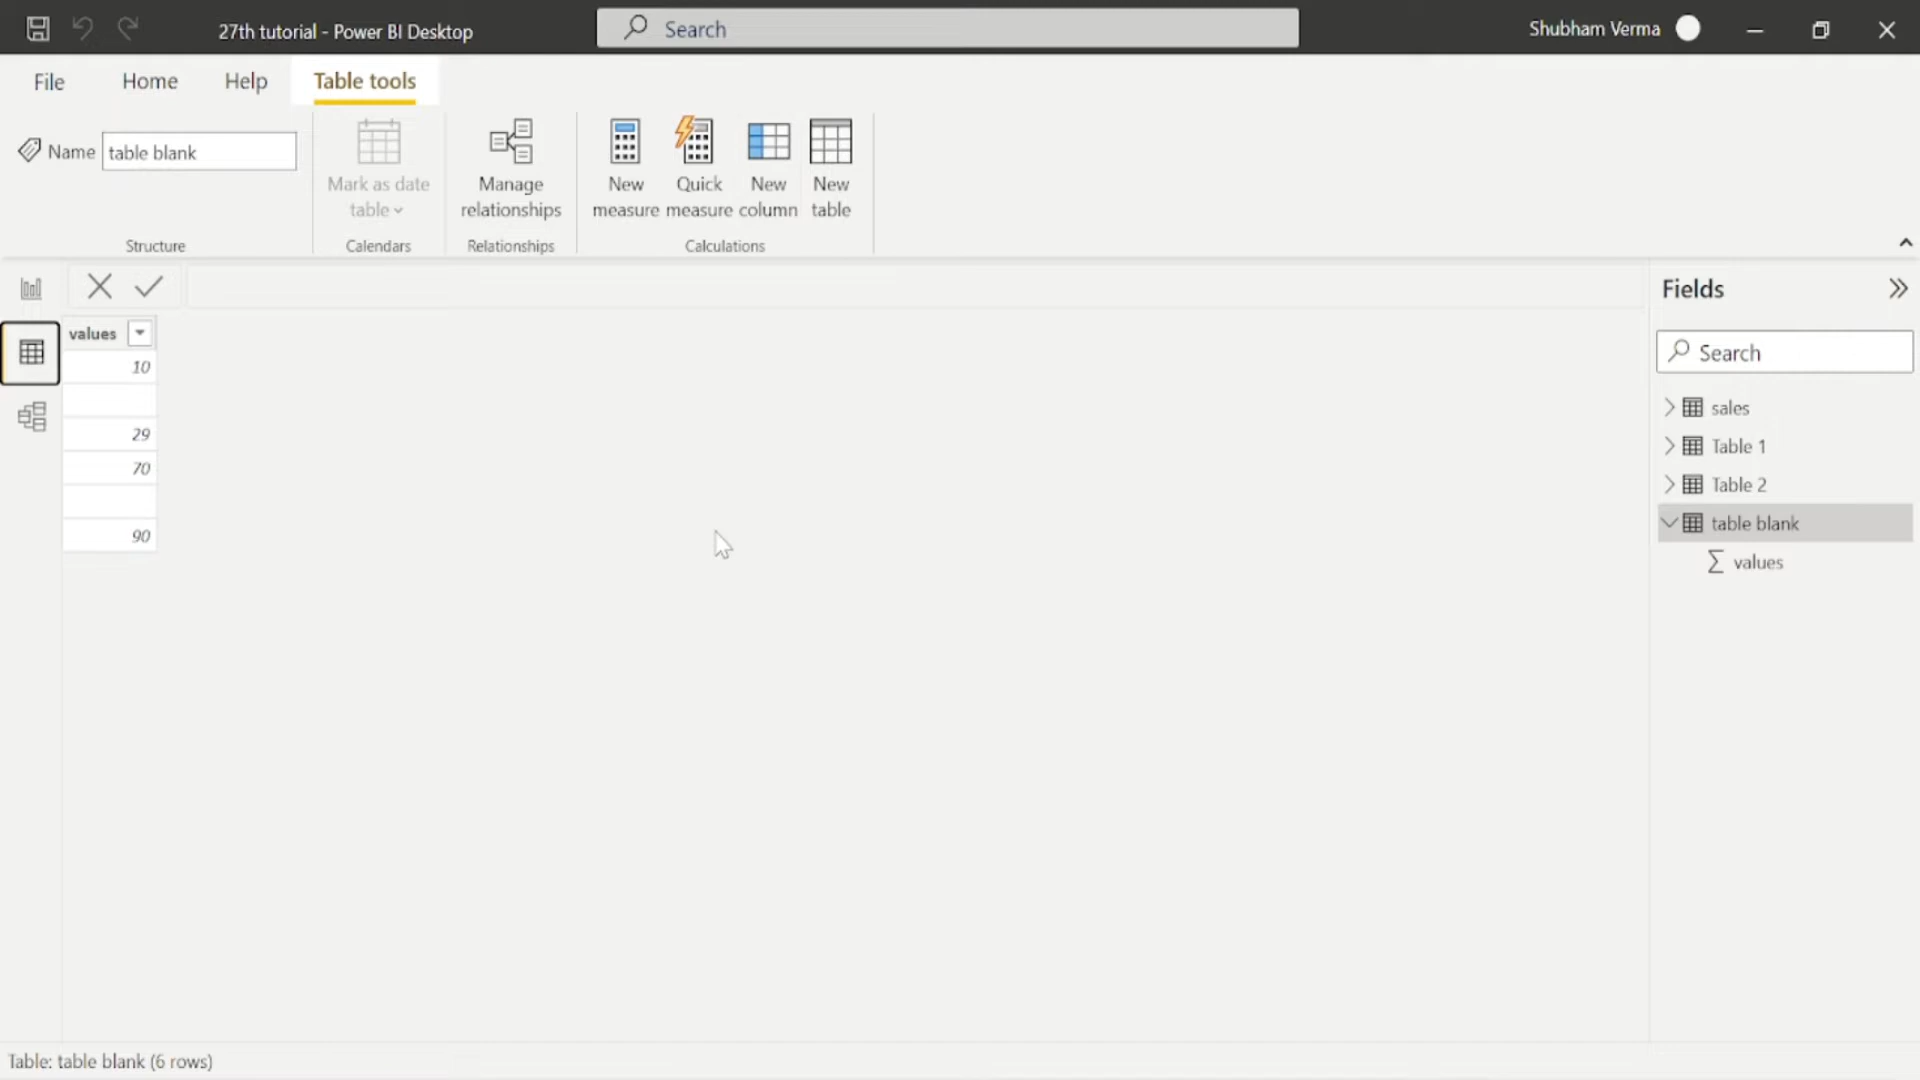 27th tutorial - Power BI Desktop
Search
Shubham Verma
File
Home
Help
Table tools
Name
table blank
Structure
Mark as date
table
Calendars
Manage
relationships
Relationships
New
measure
Quick
measure
New
column
New
table
Calculations
values
10
29
70
90
Fields
Search
sales
Table 1
Table 2
table blank
Σ values
Table: table blank (6 rows)